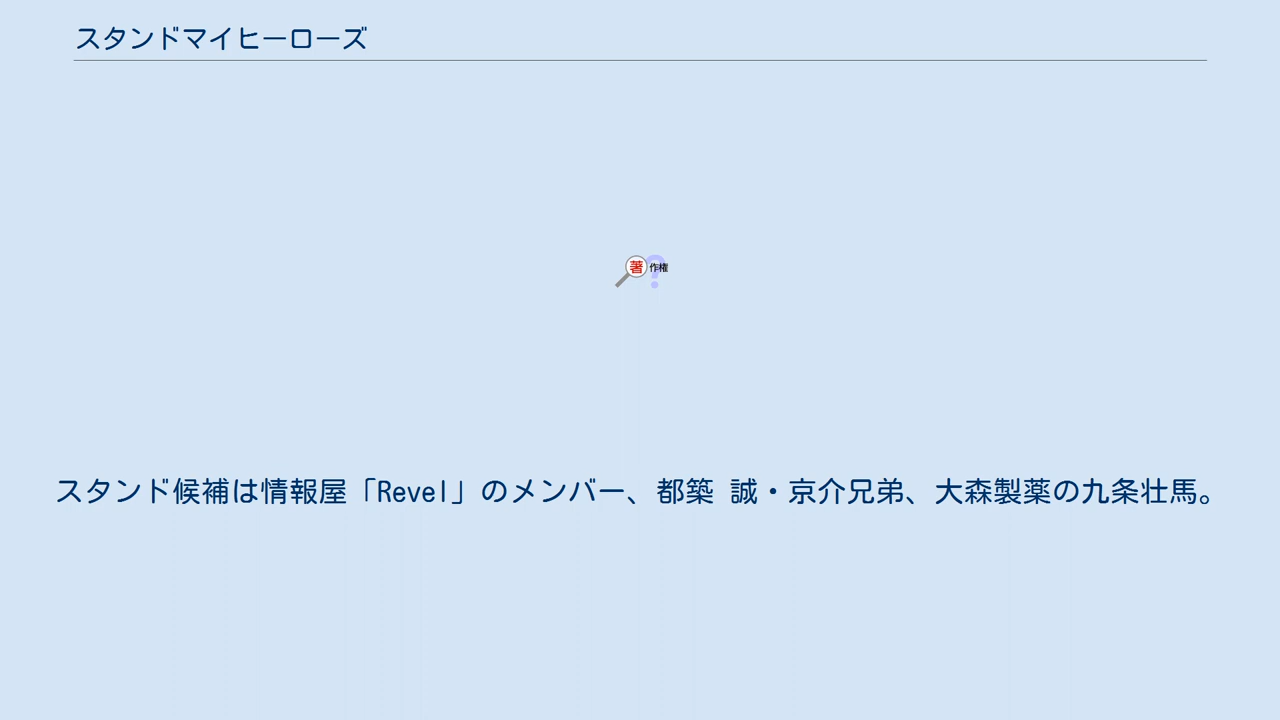 スタンドマイヒーローズ
著作権
スタンド候補は情報屋「Revel」のメンバー、都築 誠・京介兄弟、大森製薬の九条壮馬。